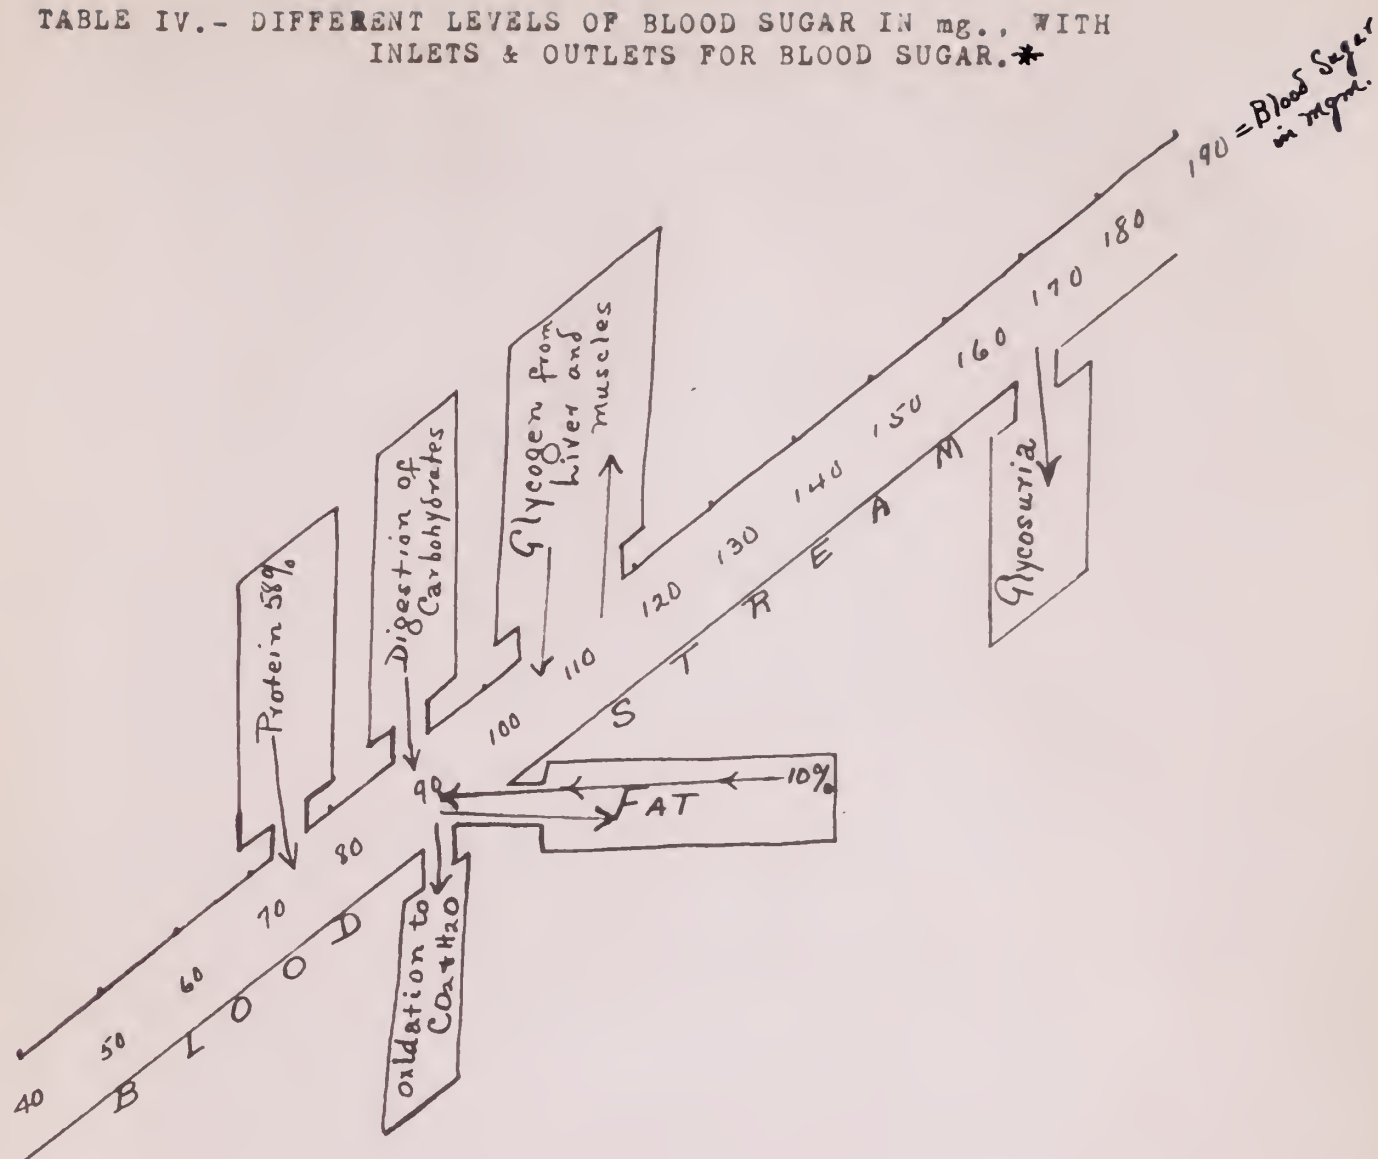 TABLE IV.- DIFFERENT LEVELS OF BLOOD SUGAR IN mg., WITH
INLETS & OUTLETS FOR BLOOD SUGAR.*
190 = Blood Sugar
in mgm.
180
170
160
150
140
130
120
110
100
90
80
70
60
50
40
Glycogen from
Liver and
muscles
Digestion of
Carbohydrates
Protein 58%
Glycosuria
10%
FAT
Oxidation to
CO2 + H2O
BLOOD STREAM